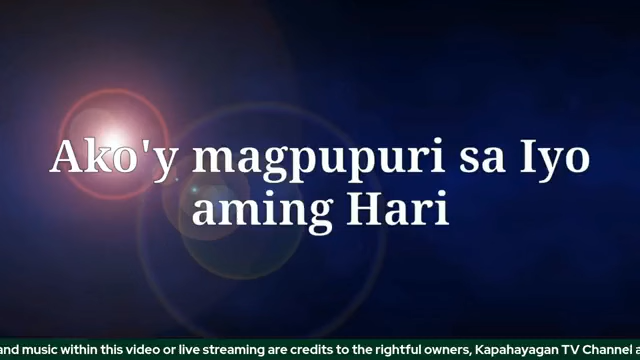 Ako'y magpupuri sa Iyo
aming Hari
and music within this video or live streaming are credits to the rightful owners, Kapahayagan TV Channel a